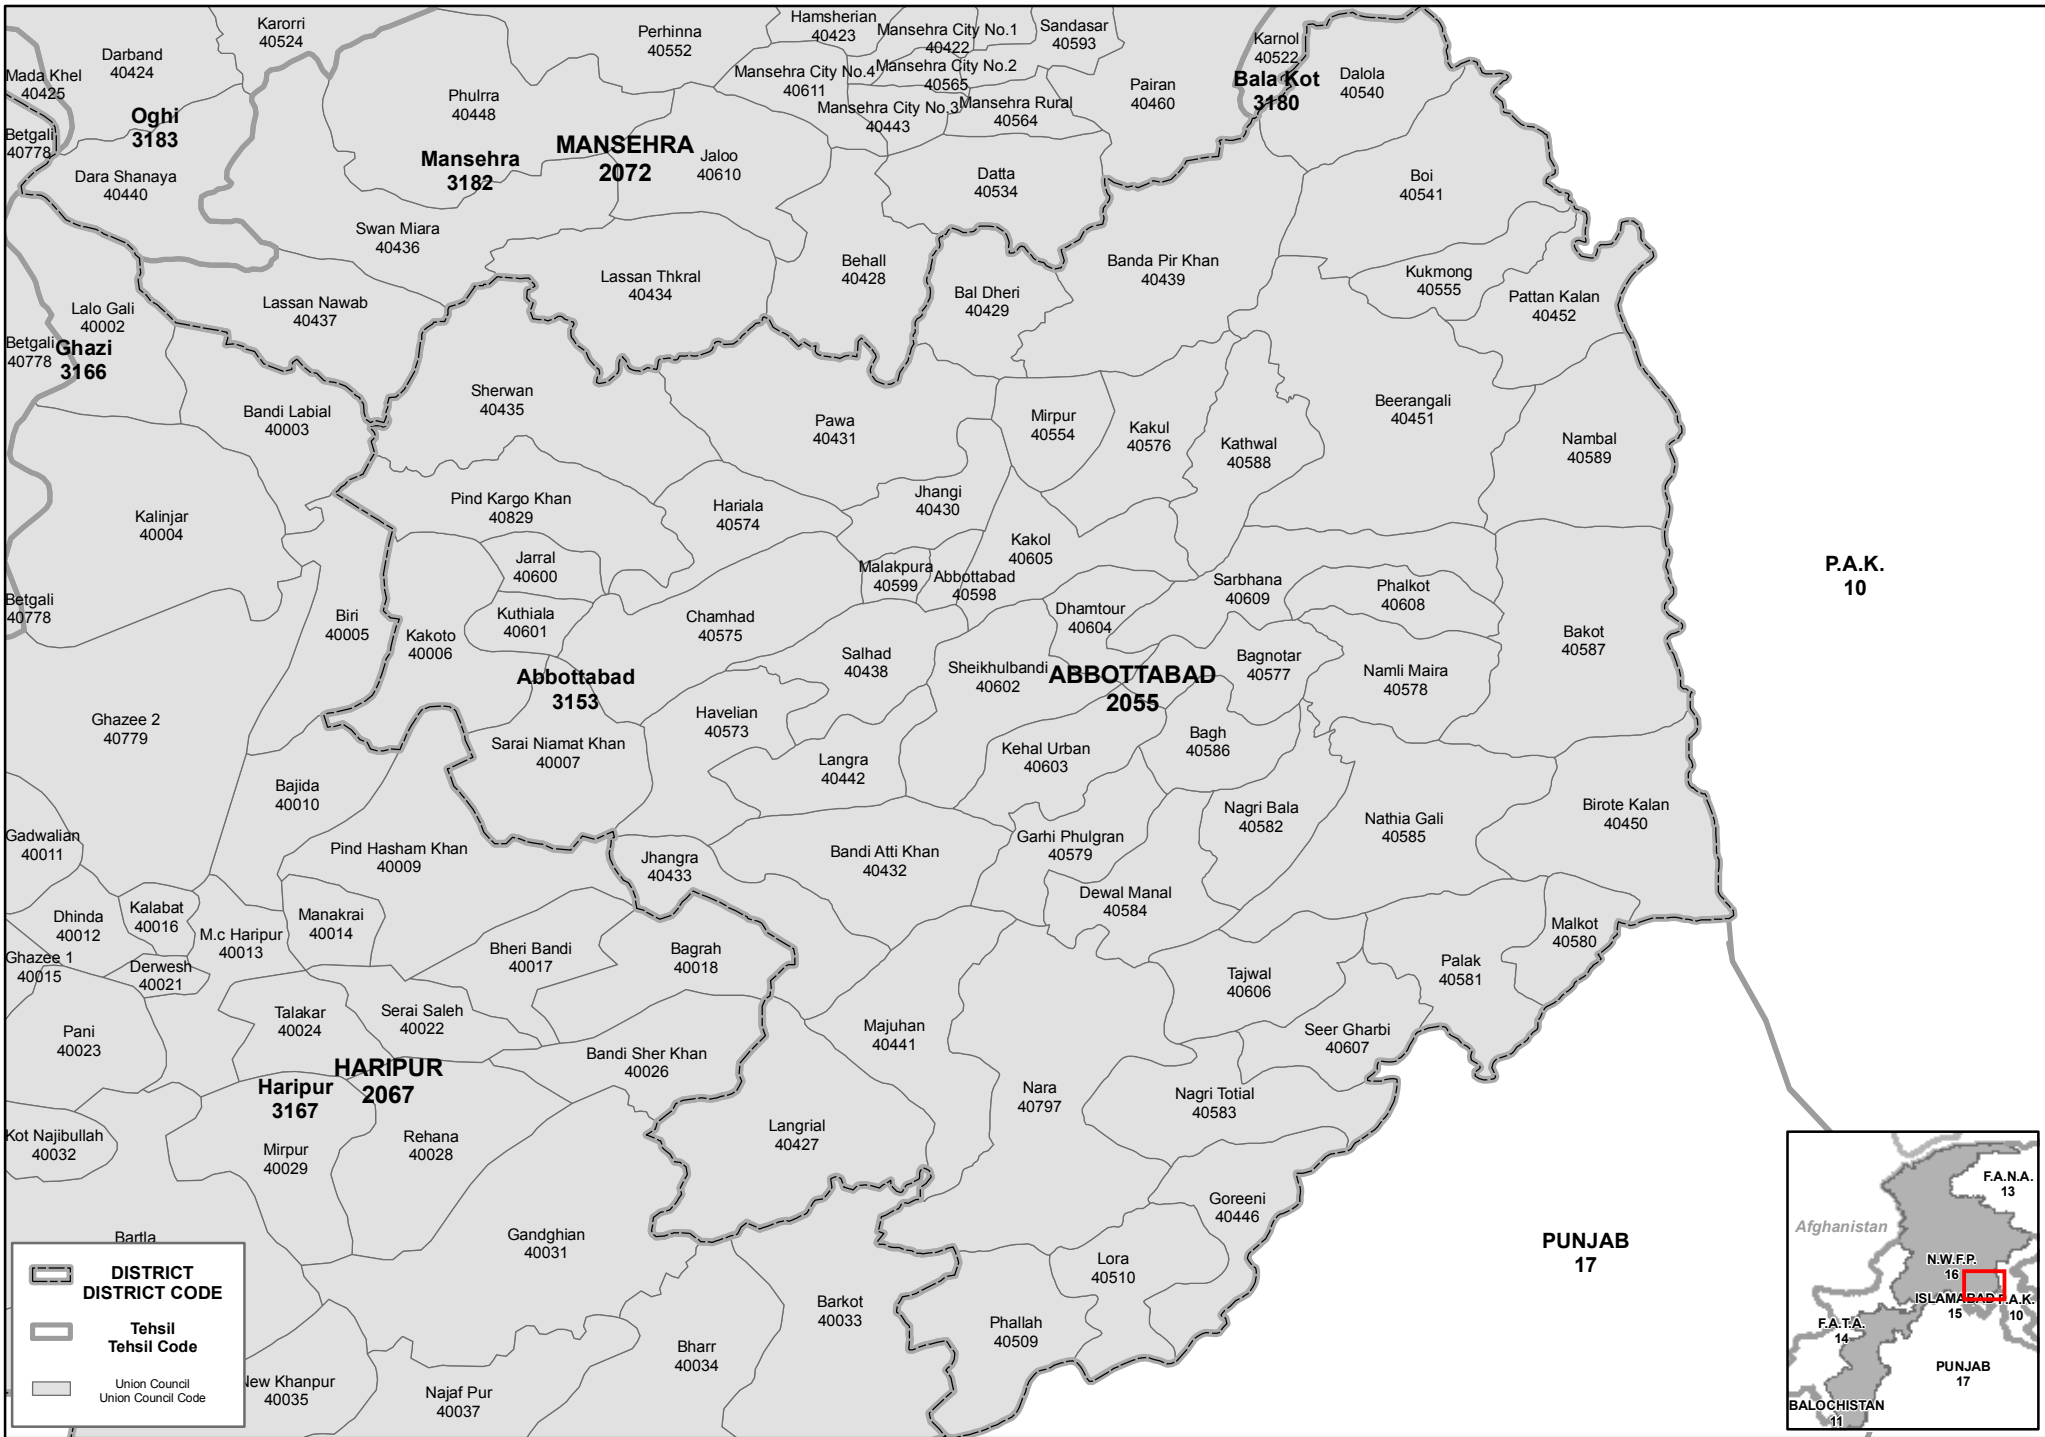 Karorri
40524
Darband
40424
Mada Khel
40425
Oghi
3183
Betgali
40778
Dara Shanaya
40440
Perhinna
40552
Hamsherian
40423
Mansehra City No.1
40422
Sandasar
40593
Mansehra City No.4
40611
Mansehra City No.2
40565
Mansehra City No.3
40443
Mansehra Rural
40564
Pairan
40460
Karnol
40522
Bala Kot
3180
Dalola
40540
Phulrra
40448
Mansehra
3182
MANSEHRA
2072
Jaloo
40610
Datta
40534
Boi
40541
Swan Miara
40436
Lassan Thkral
40434
Behall
40428
Bal Dheri
40429
Banda Pir Khan
40439
Kukmong
40555
Pattan Kalan
40452
Lassan Nawab
40437
Lalo Gali
40002
Betgali
40778
Ghazi
3166
Bandi Labial
40003
Sherwan
40435
Pawa
40431
Mirpur
40554
Kakul
40576
Kathwal
40588
Beerangali
40451
Nambal
40589
Kalinjar
40004
Pind Kargo Khan
40829
Hariala
40574
Jhangi
40430
Kakol
40605
Jarral
40600
Malakpura
40599
Abbottabad
40598
Sarbhana
40609
Phalkot
40608
P.A.K.
10
Betgali
40778
Biri
40005
Kakoto
40006
Kuthiala
40601
Chamhad
40575
Dhamtour
40604
Bakot
40587
Salhad
40438
Sheikhulbandi
40602
ABBOTTABAD
2055
Bagnotar
40577
Namli Maira
40578
Abbottabad
3153
Ghazee 2
40779
Havelian
40573
Sarai Niamat Khan
40007
Langra
40442
Kehal Urban
40603
Bagh
40586
Bajida
40010
Nagri Bala
40582
Nathia Gali
40585
Birote Kalan
40450
Gadwalian
40011
Pind Hasham Khan
40009
Jhangra
40433
Bandi Atti Khan
40432
Garhi Phulgran
40579
Dewal Manal
40584
Dhinda
40012
Kalabat
40016
M.c Haripur
40013
Manakrai
40014
Malkot
40580
Ghazee 1
40015
Derwesh
40021
Bheri Bandi
40017
Bagrah
40018
Tajwal
40606
Palak
40581
Pani
40023
Talakar
40024
Serai Saleh
40022
Bandi Sher Khan
40026
Majuhan
40441
Seer Gharbi
40607
HARIPUR
2067
Haripur
3167
Nara
40797
Nagri Totial
40583
Kot Najibullah
40032
Mirpur
40029
Rehana
40028
Langrial
40427
Goreeni
40446
Gandghian
40031
Bartla
Lora
40510
PUNJAB
17
Barkot
40033
Phallah
40509
Bharr
40034
New Khanpur
40035
Najaf Pur
40037
DISTRICT
DISTRICT CODE
Tehsil
Tehsil Code
Union Council
Union Council Code
F.A.N.A.
13
Afghanistan
N.W.F.P.
16
ISLAMABAD
15
P.A.K.
10
F.A.T.A.
14
PUNJAB
17
BALOCHISTAN
11